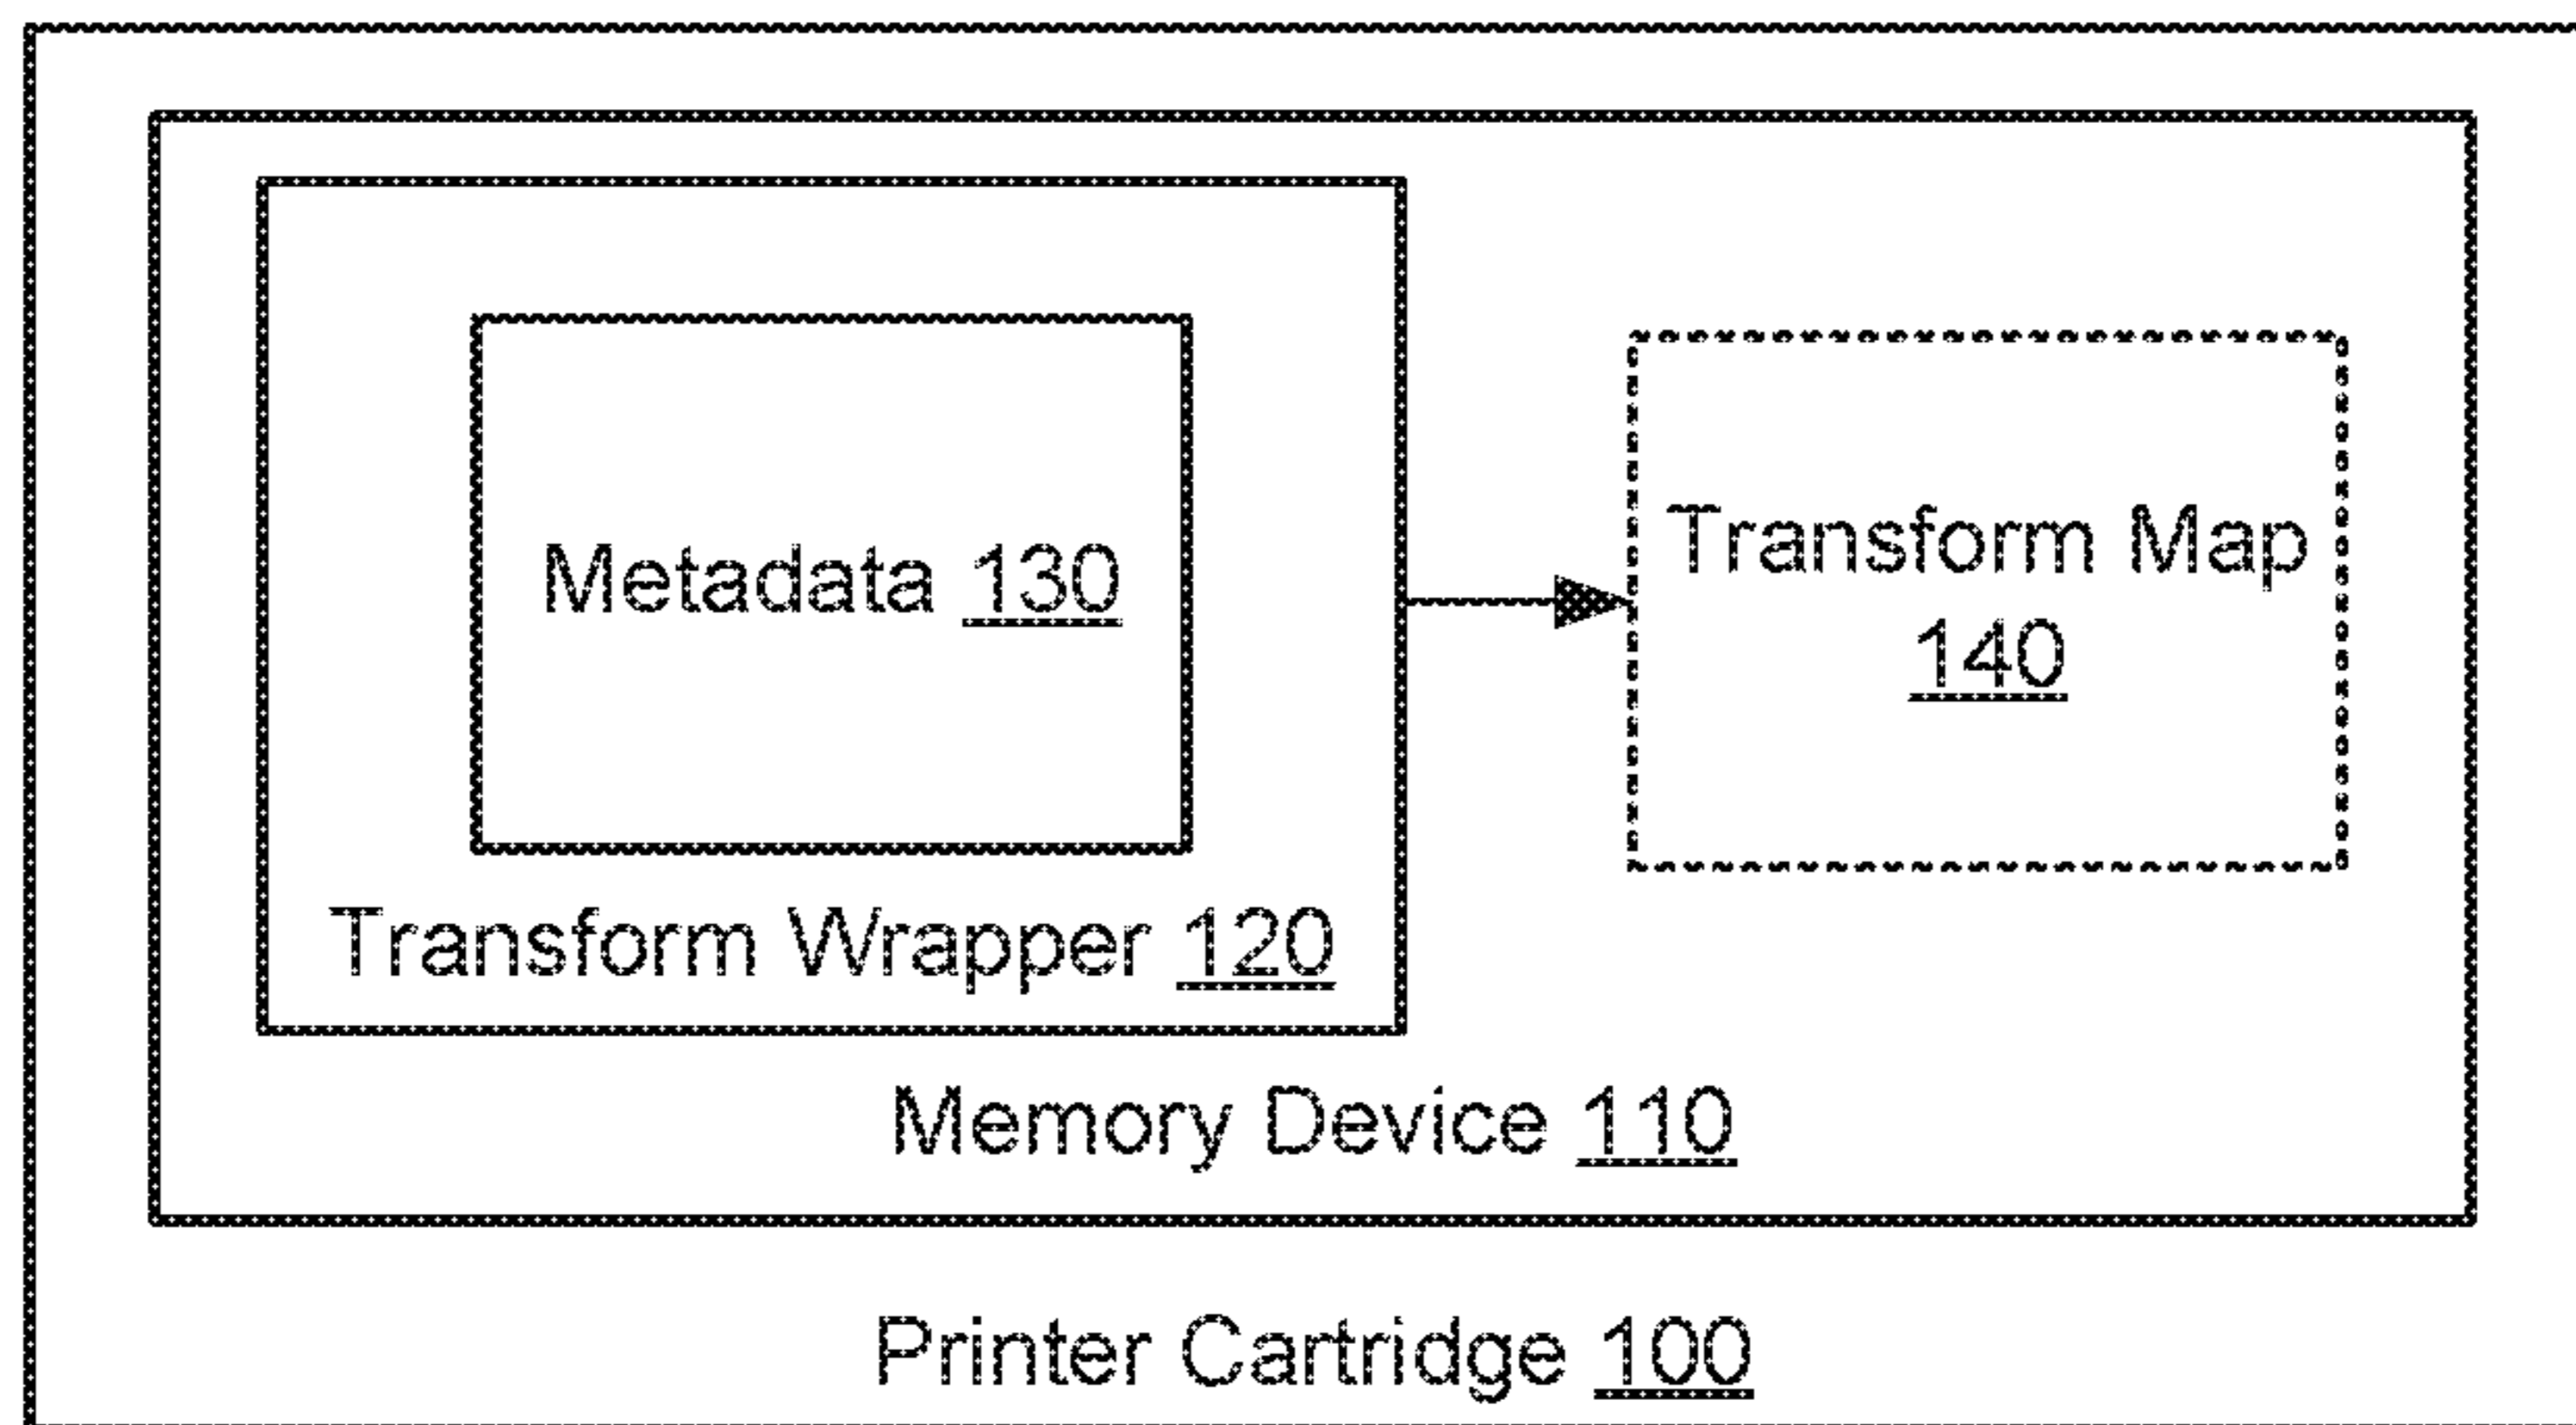 Metadata 130
Transform Map
140
Transform Wrapper 120
Memory Device 110
Printer Cartridge 100